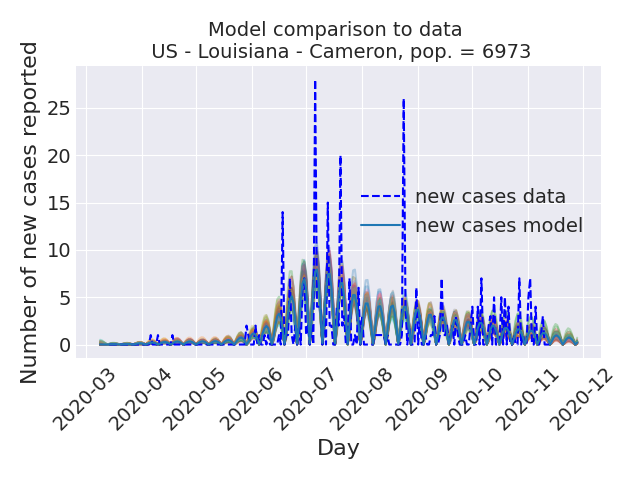 Model comparison to data
US - Louisiana - Cameron, pop. = 6973
Number of new cases reported
25
20
15
10
5
0
new cases data
new cases model
2020-03
2020-04
2020-05
2020-06
2020-07
2020-08
2020-09
2020-10
2020-11
2020-12
Day